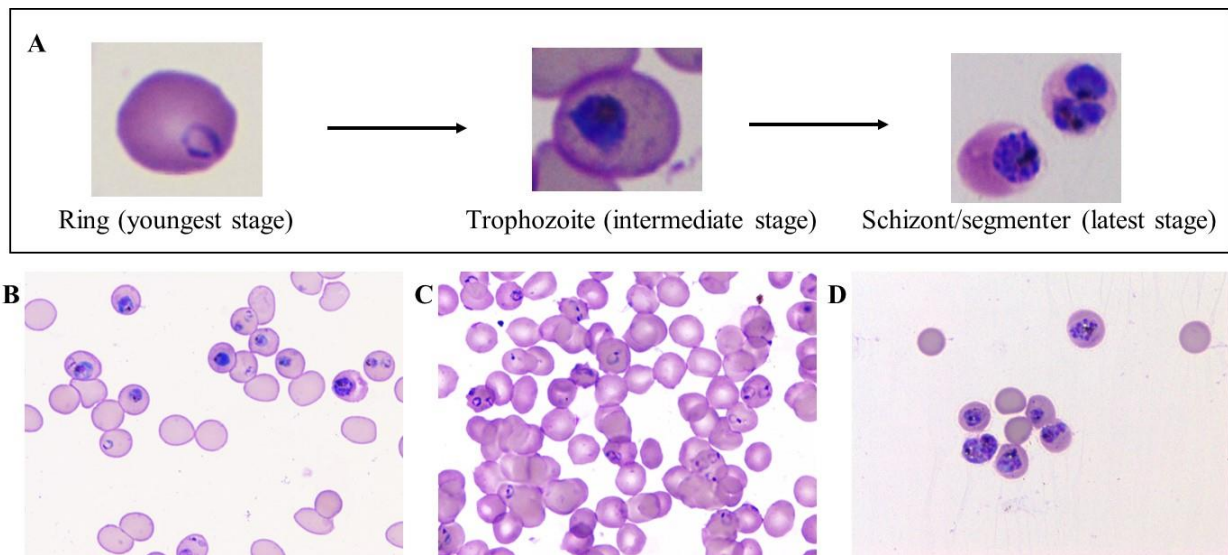 A
Ring (youngest stage)
Trophozoite (intermediate stage)
Schizont/segmenter (latest stage)
B
C
D